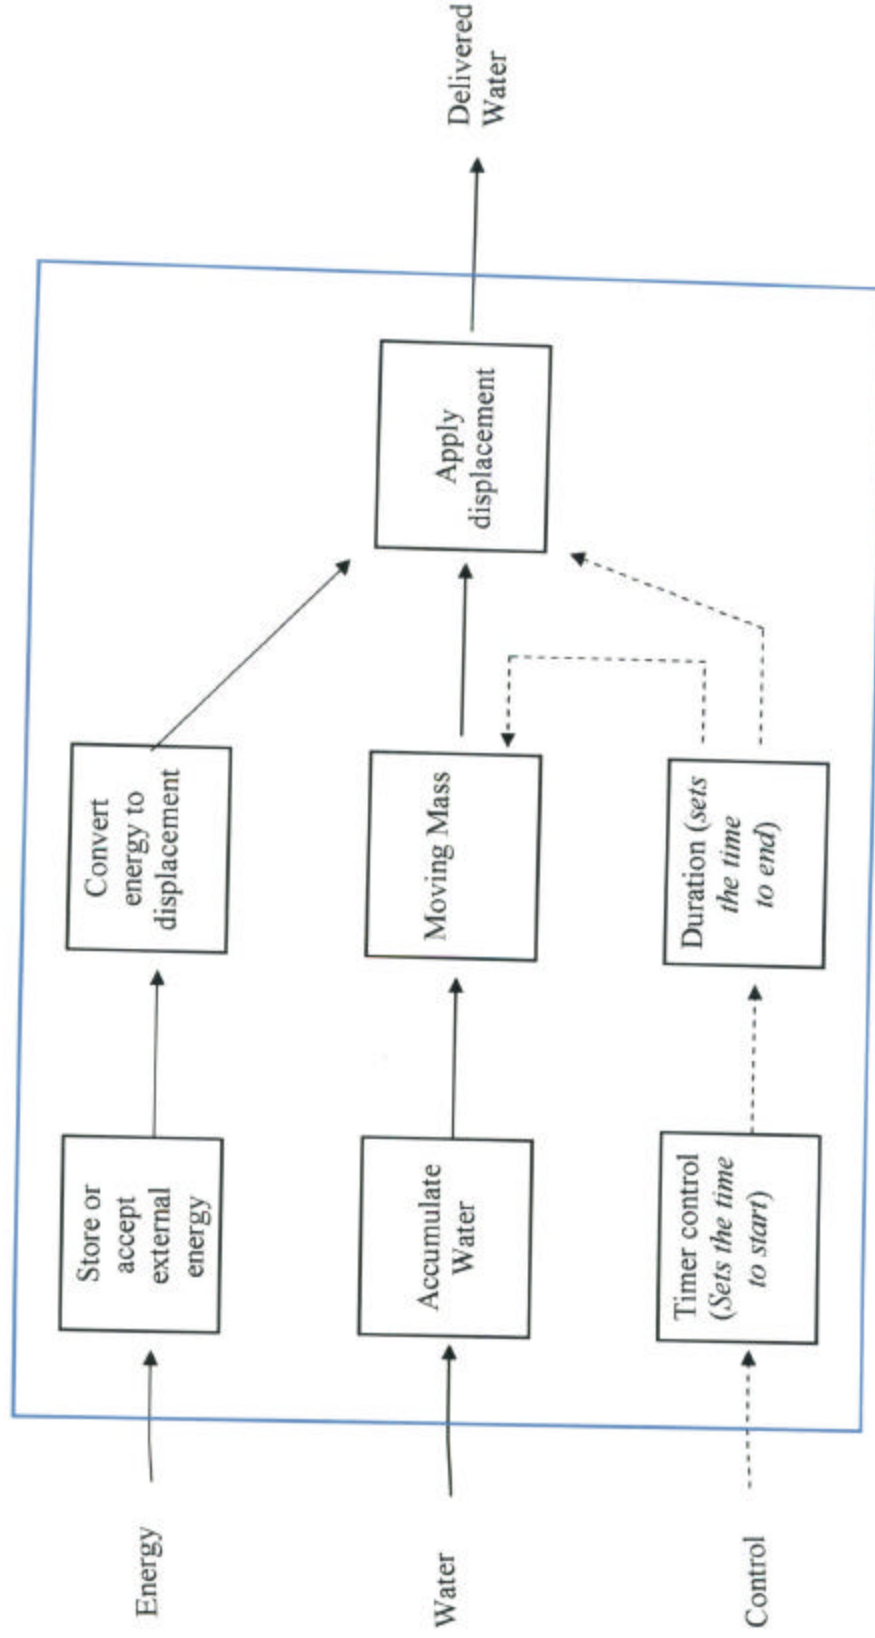 Energy
Store or
accept
external
energy
Convert
energy to
displacement
Water
Accumulate
Water
Moving Mass
Apply
displacement
Delivered
Water
Control
Timer control
(Sets the time
to start)
Duration (sets
the time
to end)